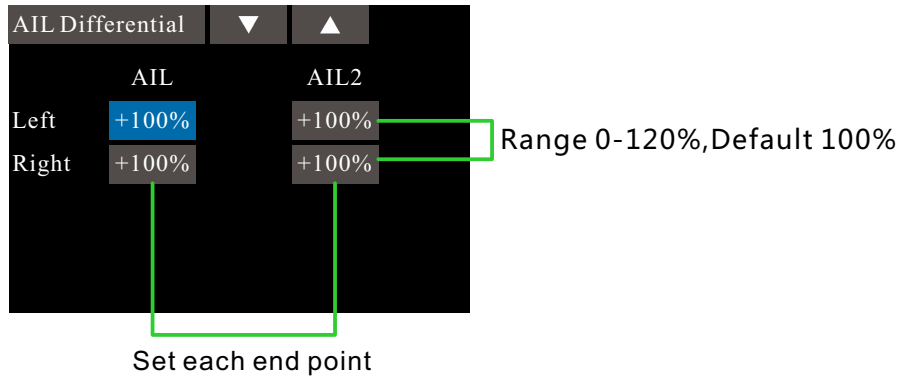 AIL Differential ▼ ▲
AIL AIL2
Left +100% +100%
Range 0-120%,Default 100%
Right +100% +100%
Set each end point